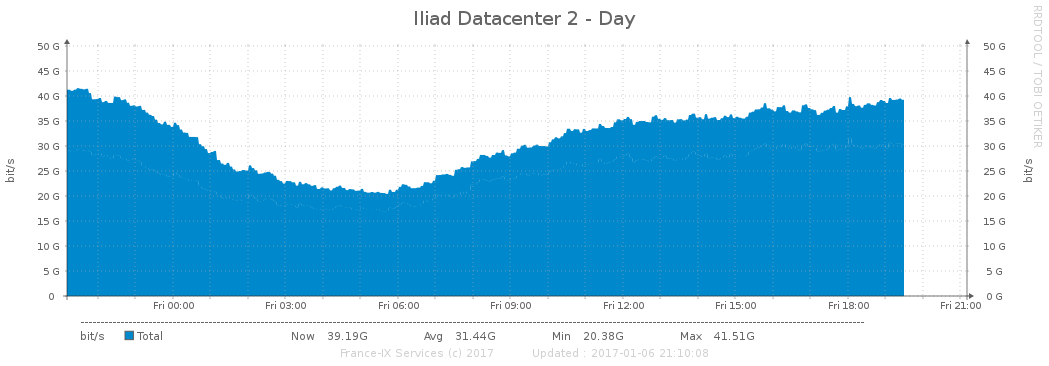 Iliad Datacenter 2 - Day
RRDTOOL / TOBI OETIKER
bit/s
50 G
45 G
40 G
35 G
30 G
25 G
20 G
15 G
10 G
5 G
0
50 G
45 G
40 G
35 G
30 G
25 G
20 G
15 G
10 G
5 G
0 G
bit/s
Fri 00:00 Fri 03:00 Fri 06:00 Fri 09:00 Fri 12:00 Fri 15:00 Fri 18:00 Fri 21:00
bit/s Total Now 39.19G Avg 31.44G Min 20.38G Max 41.51G
France-IX Services (c) 2017 Updated : 2017-01-06 21:10:08